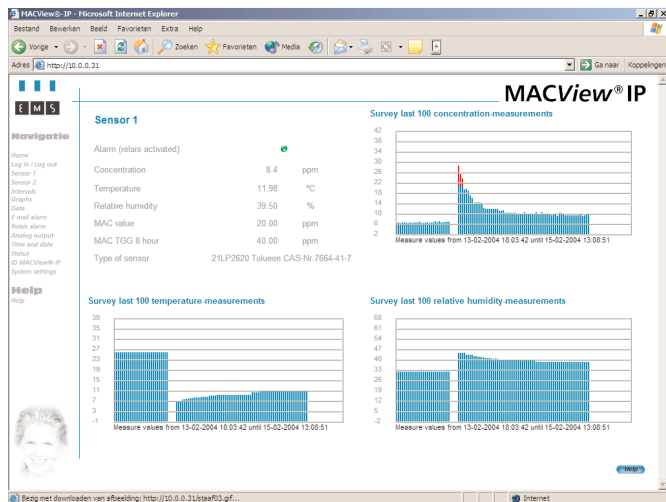 MACView®-IP - Microsoft Internet Explorer
Bestand Bewerken Beeld Favorieten Extra Help
Vorige Zoeken Favorieten Media
Adres http://10.0.0.31 Ga naar Koppelingen
EMS
MACView® IP
Navigatie
Home
Log in / Log out
Sensor 1
Sensor 2
Intervals
Graphs
Data
E-mail alarm
Relais alarm
Analog output
Time and date
Status
ID MACView®-IP
System settings
Help
Help
Sensor 1
Alarm (relais activated)
Concentration 8.4 ppm
Temperature 11.98 ºC
Relative humidity 39.50 %
MAC value 20.00 ppm
MAC TGG 8 hour 40.00 ppm
Type of sensor 21LP2620 Tolueen CAS-Nr.7664-41-7
Survey last 100 concentration-measurements
42
38
34
30
26
22
18
14
10
6
2
Measure values from 13-02-2004 18:03:42 until 15-02-2004 13:08:51
Survey last 100 temperature-measurements
39
35
31
27
23
19
15
11
7
3
-1
Measure values from 13-02-2004 18:03:42 until 15-02-2004 13:08:51
Survey last 100 relative humidity-measurements
68
61
54
47
40
33
26
19
12
5
-2
Measure values from 13-02-2004 18:03:42 until 15-02-2004 13:08:51
Help
Bezig met downloaden van afbeelding: http://10.0.0.31/staaf03.gif... Internet